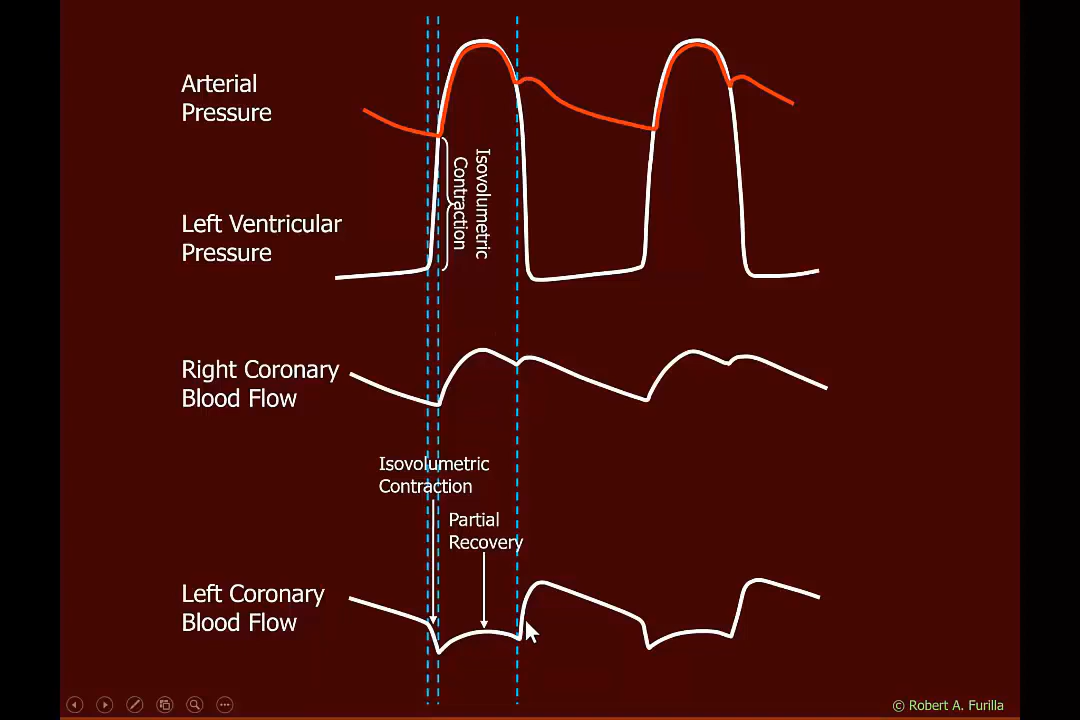 Arterial
Pressure
Isovolumetric
Contraction
Left Ventricular
Pressure
Right Coronary
Blood Flow
Isovolumetric
Contraction
Partial
Recovery
Left Coronary
Blood Flow
© Robert A. Furilla